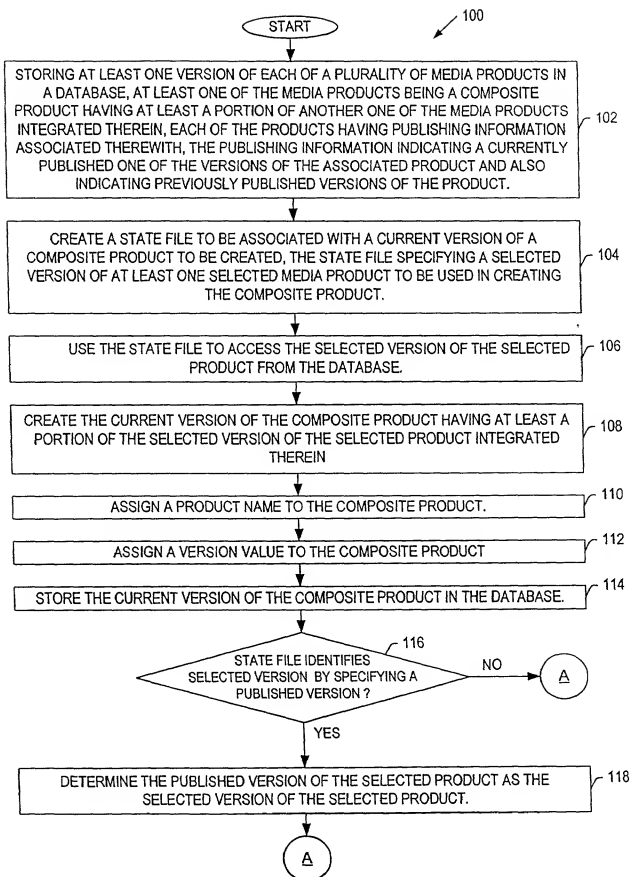 START
100
STORING AT LEAST ONE VERSION OF EACH OF A PLURALITY OF MEDIA PRODUCTS IN
A DATABASE, AT LEAST ONE OF THE MEDIA PRODUCTS BEING A COMPOSITE
PRODUCT HAVING AT LEAST A PORTION OF ANOTHER ONE OF THE MEDIA PRODUCTS
INTEGRATED THEREIN, EACH OF THE PRODUCTS HAVING PUBLISHING INFORMATION
ASSOCIATED THEREWITH, THE PUBLISHING INFORMATION INDICATING A CURRENTLY
PUBLISHED ONE OF THE VERSIONS OF THE ASSOCIATED PRODUCT AND ALSO
INDICATING PREVIOUSLY PUBLISHED VERSIONS OF THE PRODUCT.
102
CREATE A STATE FILE TO BE ASSOCIATED WITH A CURRENT VERSION OF A
COMPOSITE PRODUCT TO BE CREATED, THE STATE FILE SPECIFYING A SELECTED
VERSION OF AT LEAST ONE SELECTED MEDIA PRODUCT TO BE USED IN CREATING
THE COMPOSITE PRODUCT.
104
USE THE STATE FILE TO ACCESS THE SELECTED VERSION OF THE SELECTED
PRODUCT FROM THE DATABASE.
106
CREATE THE CURRENT VERSION OF THE COMPOSITE PRODUCT HAVING AT LEAST A
PORTION OF THE SELECTED VERSION OF THE SELECTED PRODUCT INTEGRATED
THEREIN
108
ASSIGN A PRODUCT NAME TO THE COMPOSITE PRODUCT.
110
ASSIGN A VERSION VALUE TO THE COMPOSITE PRODUCT
112
STORE THE CURRENT VERSION OF THE COMPOSITE PRODUCT IN THE DATABASE.
114
STATE FILE IDENTIFIES
SELECTED VERSION BY SPECIFYING A
PUBLISHED VERSION ?
116
NO
A
YES
DETERMINE THE PUBLISHED VERSION OF THE SELECTED PRODUCT AS THE
SELECTED VERSION OF THE SELECTED PRODUCT.
118
A